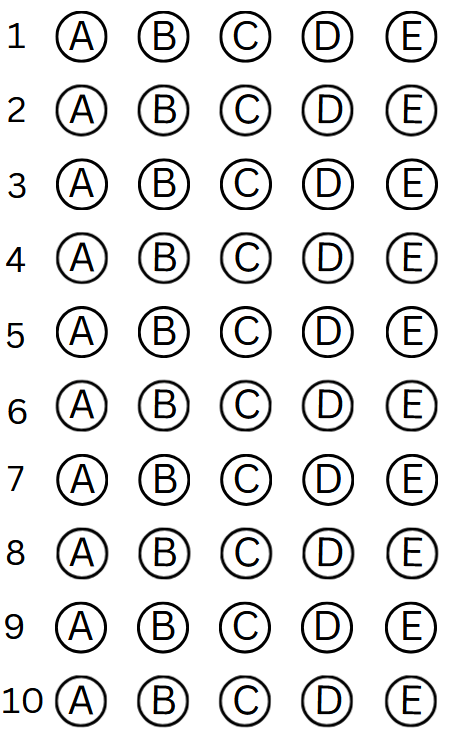 1 A B C D E
2 A B C D E
3 A B C D E
4 A B C D E
5 A B C D E
6 A B C D E
7 A B C D E
8 A B C D E
9 A B C D E
10 A B C D E